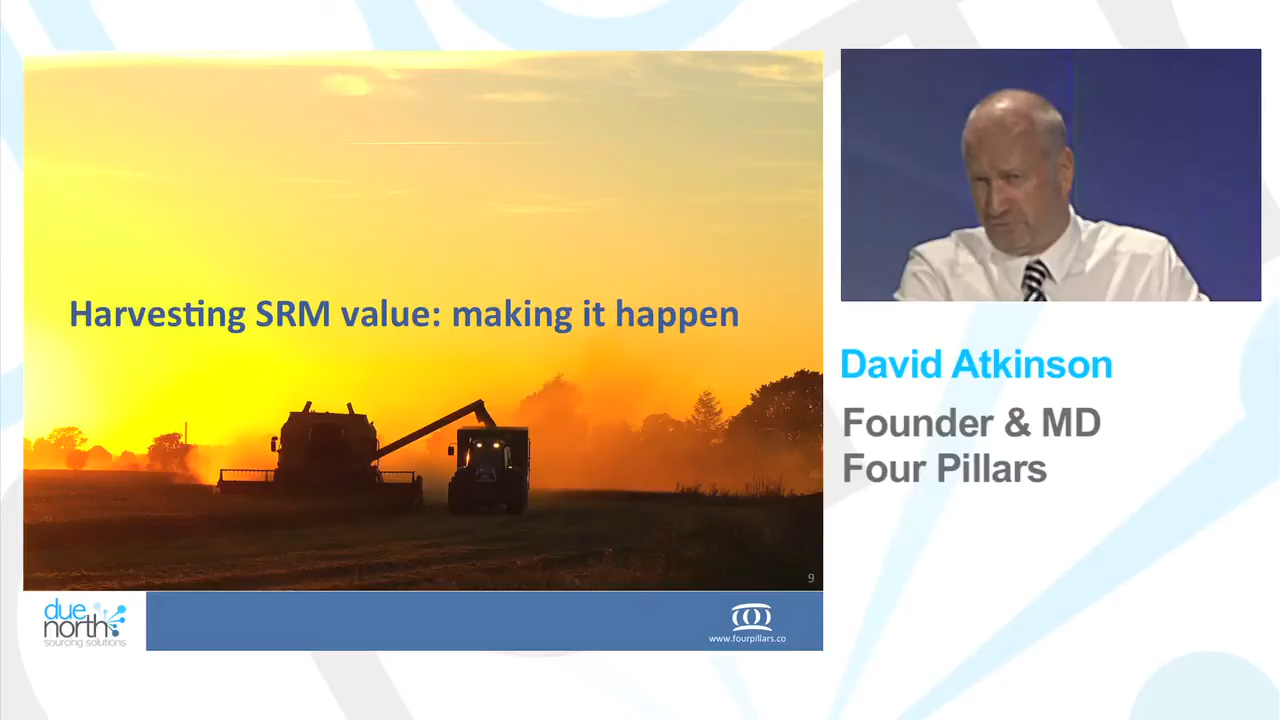 Harvesting SRM value: making it happen
9
due
north
sourcing solutions
www.fourpillars.co
David Atkinson
Founder & MD
Four Pillars